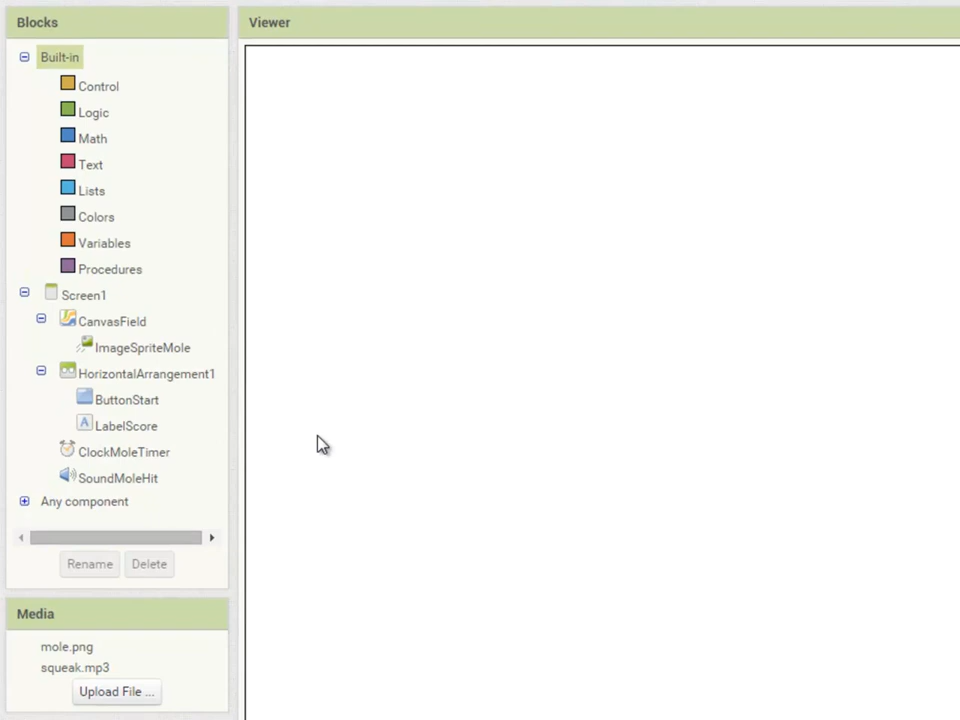 Blocks
Viewer
Built-in
Control
Logic
Math
Text
Lists
Colors
Variables
Procedures
Screen1
CanvasField
ImageSpriteMole
HorizontalArrangement1
ButtonStart
A LabelScore
ClockMoleTimer
SoundMoleHit
Any component
Rename Delete
Media
mole.png
squeak.mp3
Upload File ...